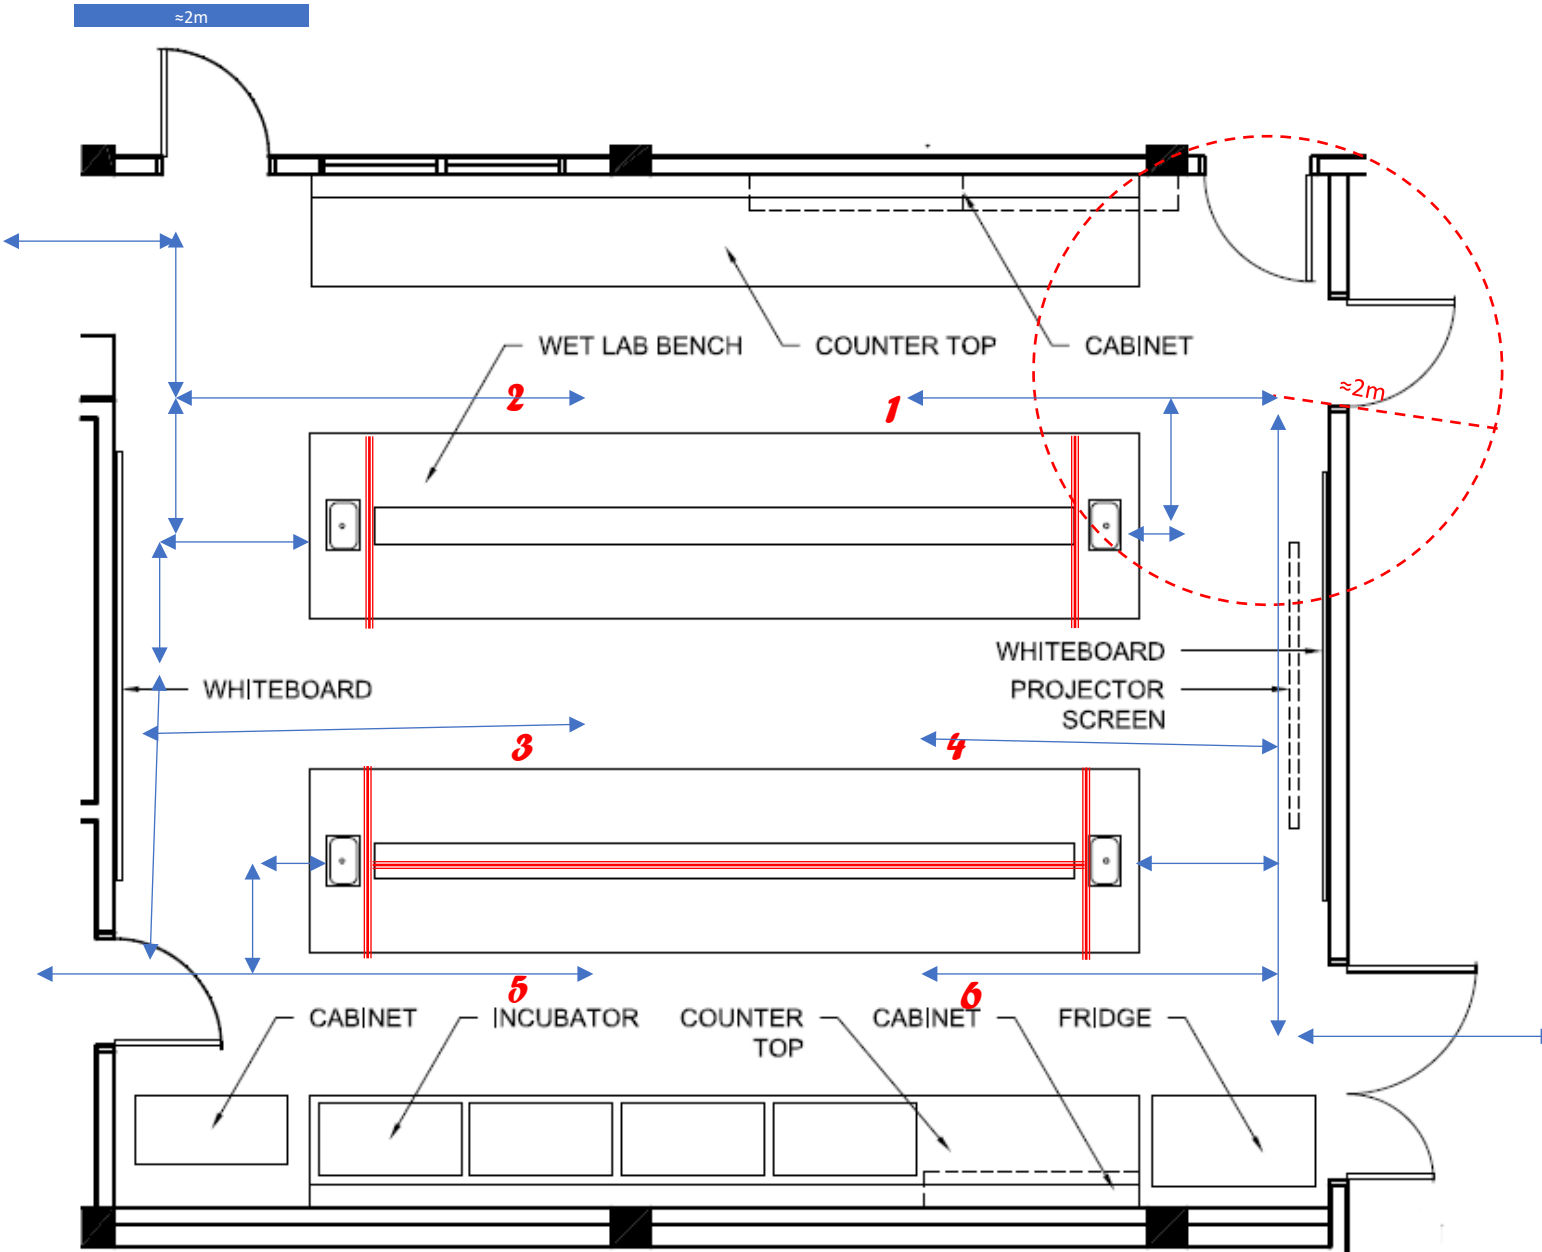 ≈2m
WET LAB BENCH
COUNTER TOP
CABINET
≈2m
2
1
WHITEBOARD
WHITEBOARD
PROJECTOR
SCREEN
3
4
5
6
CABINET
INCUBATOR
COUNTER
TOP
CABINET
FRIDGE